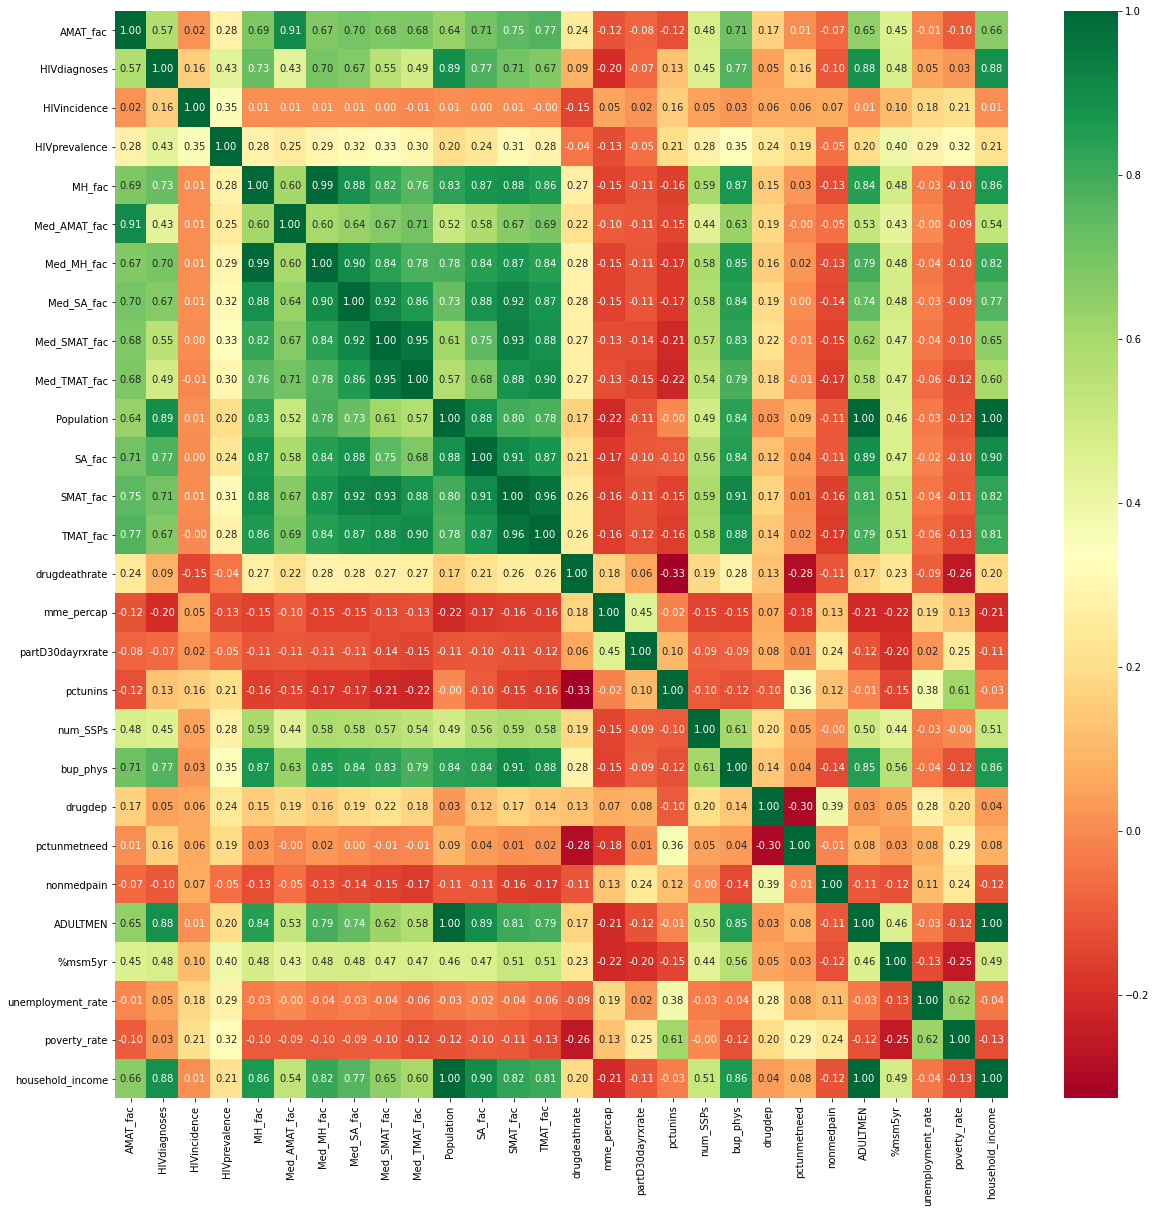 AMAT_fac 1.00 0.57 0.02 0.28 0.69 0.91 0.67 0.70 0.68 0.68 0.64 0.71 0.75 0.77 0.24 -0.12 -0.08 -0.12 0.48 0.71 0.17 0.01 -0.07 0.65 0.45 -0.01 -0.10 0.66
HIVdiagnoses 0.57 1.00 0.16 0.43 0.73 0.43 0.70 0.67 0.55 0.49 0.89 0.77 0.71 0.67 0.09 -0.20 -0.07 0.13 0.45 0.77 0.05 0.16 -0.10 0.88 0.48 0.05 0.03 0.88
HIVincidence 0.02 0.16 1.00 0.35 0.01 0.01 0.01 0.01 0.00 -0.01 0.01 0.00 0.01 -0.00 -0.15 0.05 0.02 0.16 0.05 0.03 0.06 0.06 0.07 0.01 0.10 0.18 0.21 0.01
HIVprevalence 0.28 0.43 0.35 1.00 0.28 0.25 0.29 0.32 0.33 0.30 0.20 0.24 0.31 0.28 -0.04 -0.13 -0.05 0.21 0.28 0.35 0.24 0.19 -0.05 0.20 0.40 0.29 0.32 0.21
MH_fac 0.69 0.73 0.01 0.28 1.00 0.60 0.99 0.88 0.82 0.76 0.83 0.87 0.88 0.86 0.27 -0.15 -0.11 -0.16 0.59 0.87 0.15 0.03 -0.13 0.84 0.48 -0.03 -0.10 0.86
Med_AMAT_fac 0.91 0.43 0.01 0.25 0.60 1.00 0.60 0.64 0.67 0.71 0.52 0.58 0.67 0.69 0.22 -0.10 -0.11 -0.15 0.44 0.63 0.19 -0.00 -0.05 0.53 0.43 -0.00 -0.09 0.54
Med_MH_fac 0.67 0.70 0.01 0.29 0.99 0.60 1.00 0.90 0.84 0.78 0.78 0.84 0.87 0.84 0.28 -0.15 -0.11 -0.17 0.58 0.85 0.16 0.02 -0.13 0.79 0.48 -0.04 -0.10 0.82
Med_SA_fac 0.70 0.67 0.01 0.32 0.88 0.64 0.90 1.00 0.92 0.86 0.73 0.88 0.92 0.87 0.28 -0.15 -0.11 -0.17 0.58 0.84 0.19 0.00 -0.14 0.74 0.48 -0.03 -0.09 0.77
Med_SMAT_fac 0.68 0.55 0.00 0.33 0.82 0.67 0.84 0.92 1.00 0.95 0.61 0.75 0.93 0.88 0.27 -0.13 -0.14 -0.21 0.57 0.83 0.22 -0.01 -0.15 0.62 0.47 -0.04 -0.10 0.65
Med_TMAT_fac 0.68 0.49 -0.01 0.30 0.76 0.71 0.78 0.86 0.95 1.00 0.57 0.68 0.88 0.90 0.27 -0.13 -0.15 -0.22 0.54 0.79 0.18 -0.01 -0.17 0.58 0.47 -0.06 -0.12 0.60
Population 0.64 0.89 0.01 0.20 0.83 0.52 0.78 0.73 0.61 0.57 1.00 0.88 0.80 0.78 0.17 -0.22 -0.11 -0.00 0.49 0.84 0.03 0.09 -0.11 1.00 0.46 -0.03 -0.12 1.00
SA_fac 0.71 0.77 0.00 0.24 0.87 0.58 0.84 0.88 0.75 0.68 0.88 1.00 0.91 0.87 0.21 -0.17 -0.10 -0.10 0.56 0.84 0.12 0.04 -0.11 0.89 0.47 -0.02 -0.10 0.90
SMAT_fac 0.75 0.71 0.01 0.31 0.88 0.67 0.87 0.92 0.93 0.88 0.80 0.91 1.00 0.96 0.26 -0.16 -0.11 -0.15 0.59 0.91 0.17 0.01 -0.16 0.81 0.51 -0.04 -0.11 0.82
TMAT_fac 0.77 0.67 -0.00 0.28 0.86 0.69 0.84 0.87 0.88 0.90 0.78 0.87 0.96 1.00 0.26 -0.16 -0.12 -0.16 0.58 0.88 0.14 0.02 -0.17 0.79 0.51 -0.06 -0.13 0.81
drugdeathrate 0.24 0.09 -0.15 -0.04 0.27 0.22 0.28 0.28 0.27 0.27 0.17 0.21 0.26 0.26 1.00 0.18 0.06 -0.33 0.19 0.28 0.13 -0.28 -0.11 0.17 0.23 -0.09 -0.26 0.20
mme_percap -0.12 -0.20 0.05 -0.13 -0.15 -0.10 -0.15 -0.15 -0.13 -0.13 -0.22 -0.17 -0.16 -0.16 0.18 1.00 0.45 -0.02 -0.15 -0.15 0.07 -0.18 0.13 -0.21 -0.22 0.19 0.13 -0.21
partD30dayrxrate -0.08 -0.07 0.02 -0.05 -0.11 -0.11 -0.11 -0.11 -0.14 -0.15 -0.11 -0.10 -0.11 -0.12 0.06 0.45 1.00 0.10 -0.09 -0.09 0.08 0.01 0.24 -0.12 -0.20 0.02 0.25 -0.11
pctunins -0.12 0.13 0.16 0.21 -0.16 -0.15 -0.17 -0.17 -0.21 -0.22 -0.00 -0.10 -0.15 -0.16 -0.33 -0.02 0.10 1.00 -0.10 -0.12 -0.10 0.36 0.12 -0.01 -0.15 0.38 0.61 -0.03
num_SSPs 0.48 0.45 0.05 0.28 0.59 0.44 0.58 0.58 0.57 0.54 0.49 0.56 0.59 0.58 0.19 -0.15 -0.09 -0.10 1.00 0.61 0.20 0.05 -0.00 0.50 0.44 -0.03 -0.00 0.51
bup_phys 0.71 0.77 0.03 0.35 0.87 0.63 0.85 0.84 0.83 0.79 0.84 0.84 0.91 0.88 0.28 -0.15 -0.09 -0.12 0.61 1.00 0.14 0.04 -0.14 0.85 0.56 -0.04 -0.12 0.86
drugdep 0.17 0.05 0.06 0.24 0.15 0.19 0.16 0.19 0.22 0.18 0.03 0.12 0.17 0.14 0.13 0.07 0.08 -0.10 0.20 0.14 1.00 -0.30 0.39 0.03 0.05 0.28 0.20 0.04
pctunmetneed 0.01 0.16 0.06 0.19 0.03 -0.00 0.02 0.00 -0.01 -0.01 0.09 0.04 0.01 0.02 -0.28 -0.18 0.01 0.36 0.05 0.04 -0.30 1.00 -0.01 0.08 0.03 0.08 0.29 0.08
nonmedpain -0.07 -0.10 0.07 -0.05 -0.13 -0.05 -0.13 -0.14 -0.15 -0.17 -0.11 -0.11 -0.16 -0.17 -0.11 0.13 0.24 0.12 -0.00 -0.14 0.39 -0.01 1.00 -0.11 -0.12 0.11 0.24 -0.12
ADULTMEN 0.65 0.88 0.01 0.20 0.84 0.53 0.79 0.74 0.62 0.58 1.00 0.89 0.81 0.79 0.17 -0.21 -0.12 -0.01 0.50 0.85 0.03 0.08 -0.11 1.00 0.46 -0.03 -0.12 1.00
%msm5yr 0.45 0.48 0.10 0.40 0.48 0.43 0.48 0.48 0.47 0.47 0.46 0.47 0.51 0.51 0.23 -0.22 -0.20 -0.15 0.44 0.56 0.05 0.03 -0.12 0.46 1.00 -0.13 -0.25 0.49
unemployment_rate -0.01 0.05 0.18 0.29 -0.03 -0.00 -0.04 -0.03 -0.04 -0.06 -0.03 -0.02 -0.04 -0.06 -0.09 0.19 0.02 0.38 -0.03 -0.04 0.28 0.08 0.11 -0.03 -0.13 1.00 0.62 -0.04
poverty_rate -0.10 0.03 0.21 0.32 -0.10 -0.09 -0.10 -0.09 -0.10 -0.12 -0.12 -0.10 -0.11 -0.13 -0.26 0.13 0.25 0.61 -0.00 -0.12 0.20 0.29 0.24 -0.12 -0.25 0.62 1.00 -0.13
household_income 0.66 0.88 0.01 0.21 0.86 0.54 0.82 0.77 0.65 0.60 1.00 0.90 0.82 0.81 0.20 -0.21 -0.11 -0.03 0.51 0.86 0.04 0.08 -0.12 1.00 0.49 -0.04 -0.13 1.00
AMAT_fac
HIVdiagnoses
HIVincidence
HIVprevalence
MH_fac
Med_AMAT_fac
Med_MH_fac
Med_SA_fac
Med_SMAT_fac
Med_TMAT_fac
Population
SA_fac
SMAT_fac
TMAT_fac
drugdeathrate
mme_percap
partD30dayrxrate
pctunins
num_SSPs
bup_phys
drugdep
pctunmetneed
nonmedpain
ADULTMEN
%msm5yr
unemployment_rate
poverty_rate
household_income
1.0
0.8
0.6
0.4
0.2
0.0
−0.2